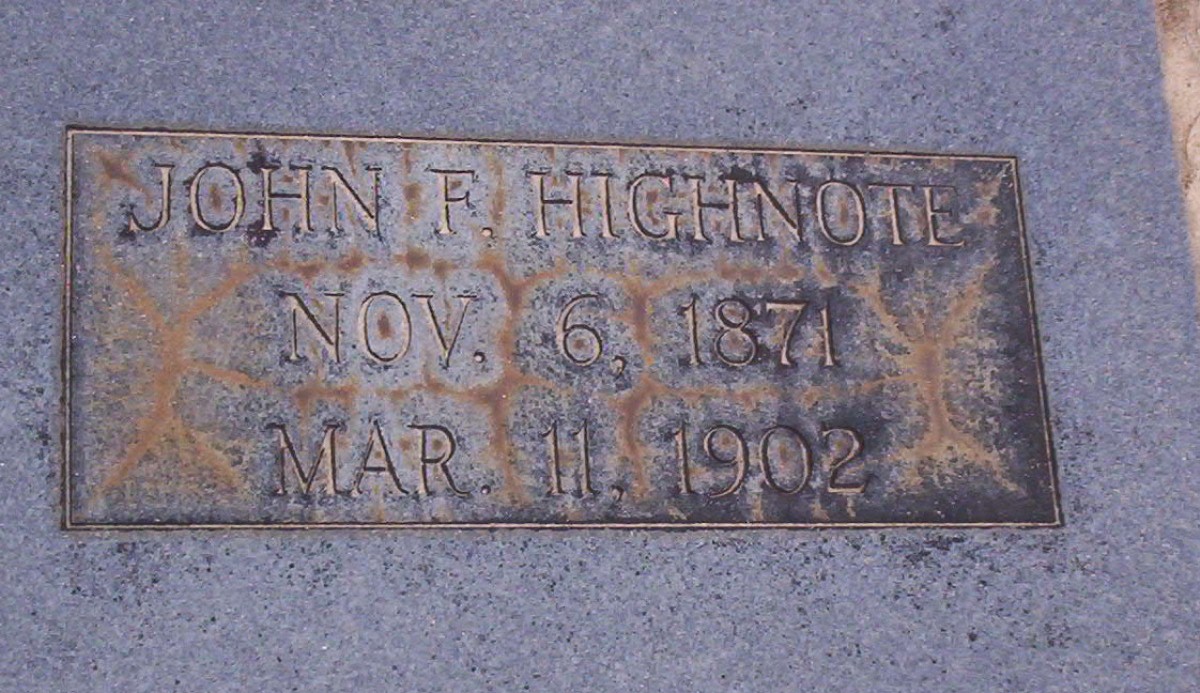 JOHN F. HIGHNOTE
NOV. 6, 1871
MAR. 11, 1902